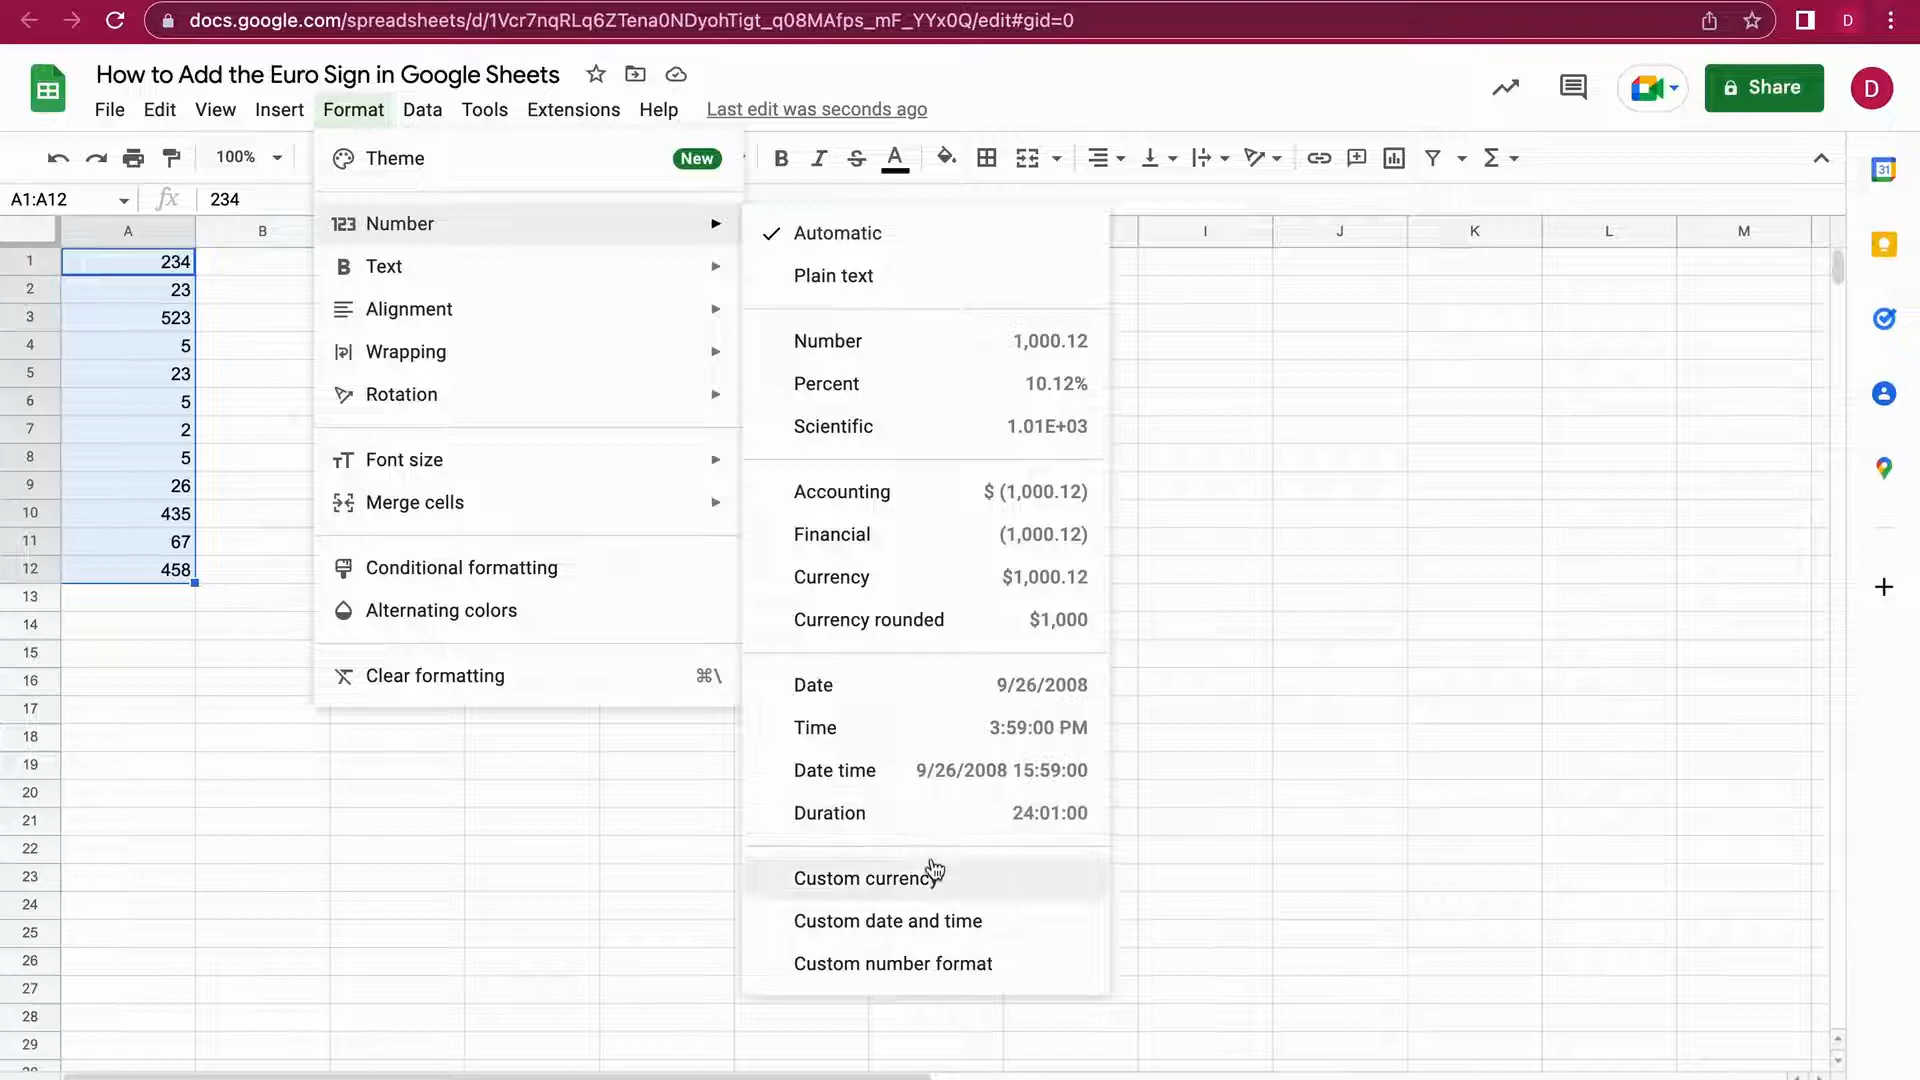 docs.google.com/spreadsheets/d/1Vcr7nqRLq6ZTena0NDyohTigt_q08MAfps_mF_YYx0Q/edit#gid=0
D
How to Add the Euro Sign in Google Sheets
File Edit View Insert Format Data Tools Extensions Help Last edit was seconds ago
Share
D
100%
Theme New
B I S A
Σ
31
A1:A12 fx 234
123 Number
Automatic
A B I J K L M
1 234
B Text
Plain text
2 23
Alignment
3 523
Number 1,000.12
4 5
Wrapping
5 23
Percent 10.12%
Rotation
6 5
Scientific 1.01E+03
7 2
8 5
Font size
9 26
Accounting $ (1,000.12)
Merge cells
10 435
Financial (1,000.12)
11 67
12 458
Conditional formatting
Currency $1,000.12
13
Alternating colors
Currency rounded $1,000
14
15
Clear formatting ⌘\
16
Date 9/26/2008
17
18
Time 3:59:00 PM
19
Date time 9/26/2008 15:59:00
20
21
Duration 24:01:00
22
23
Custom currency
24
Custom date and time
25
26
Custom number format
27
28
29